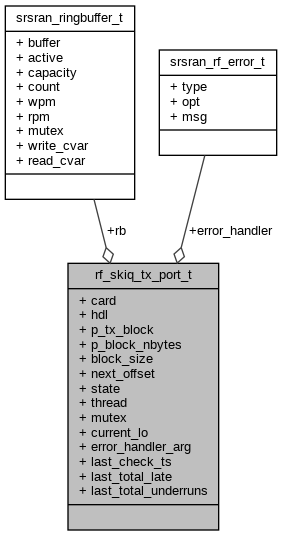 srsran_ringbuffer_t
+ buffer
+ active
+ capacity
+ count
+ wpm
+ rpm
+ mutex
+ write_cvar
+ read_cvar
srsran_rf_error_t
+ type
+ opt
+ msg
+rb
+error_handler
rf_skiq_tx_port_t
+ card
+ hdl
+ p_tx_block
+ p_block_nbytes
+ block_size
+ next_offset
+ state
+ thread
+ mutex
+ current_lo
+ error_handler_arg
+ last_check_ts
+ last_total_late
+ last_total_underruns